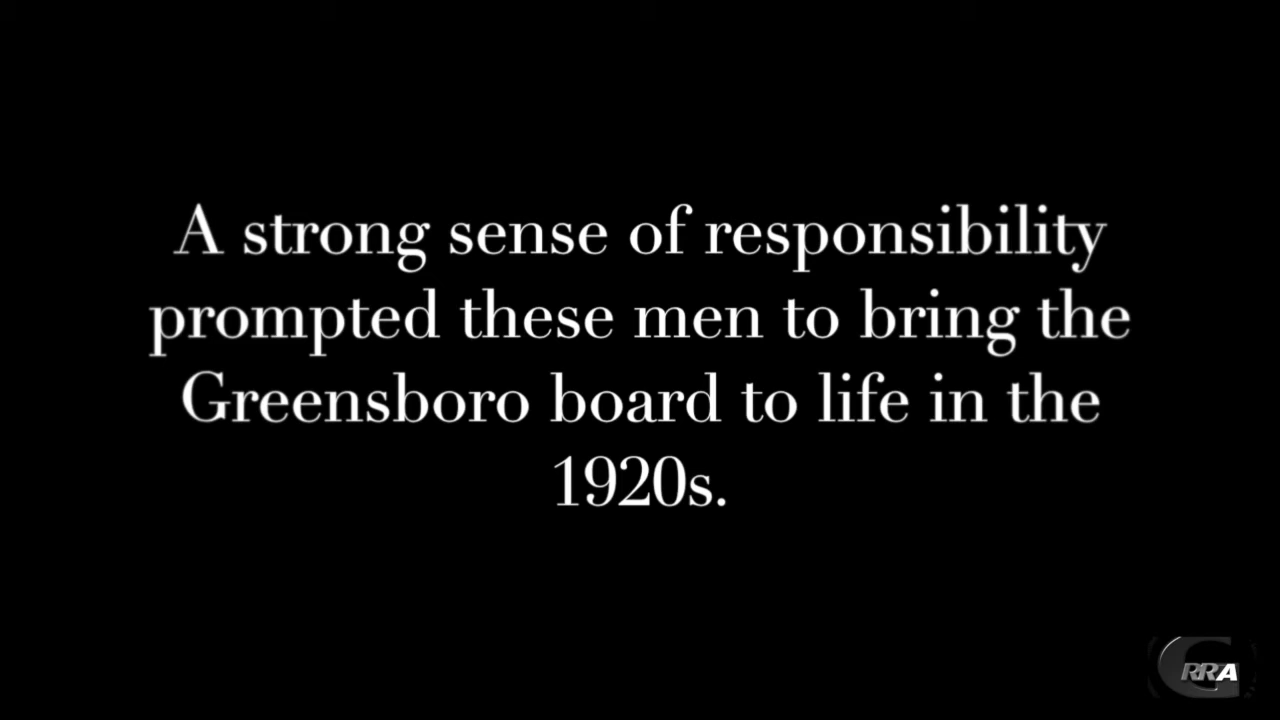 A strong sense of responsibility
prompted these men to bring the
Greensboro board to life in the
1920s.
GRRA